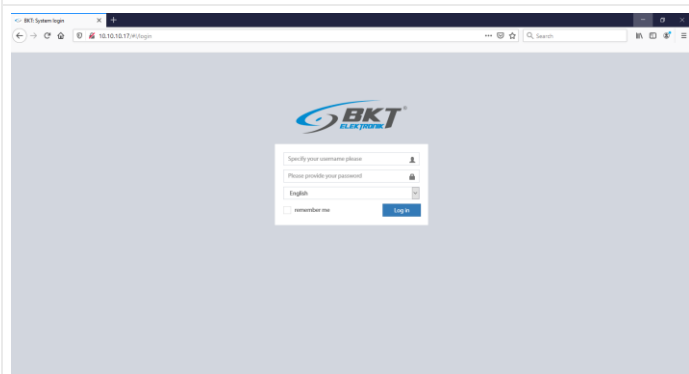 BKT: System login
10.10.10.17/#/login
Search
BKT
ELEKTRONIK
Specify your username please
Please provide your password
English
remember me
Log in